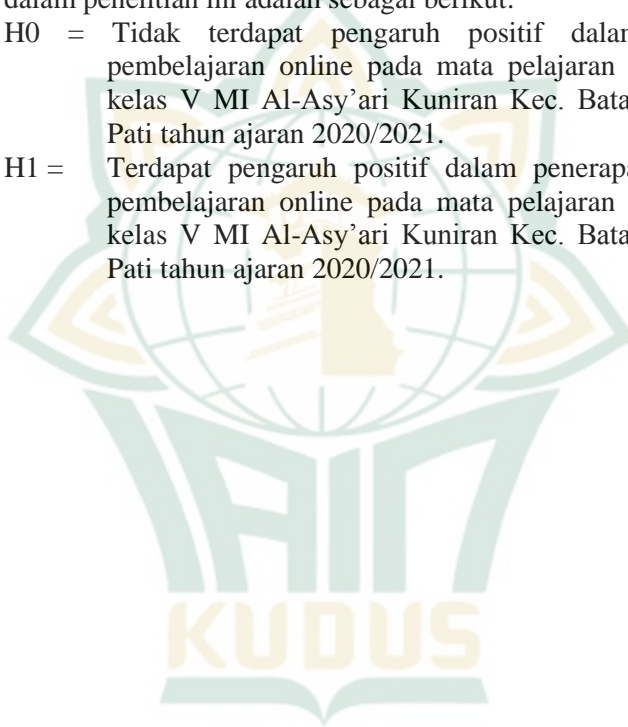 dalam penelitian ini adalah sebagai berikut:
H0 = Tidak terdapat pengaruh positif dalam
pembelajaran online pada mata pelajaran
kelas V MI Al-Asy’ari Kuniran Kec. Bata
Pati tahun ajaran 2020/2021.
H1 = Terdapat pengaruh positif dalam penerapa
pembelajaran online pada mata pelajaran
kelas V MI Al-Asy’ari Kuniran Kec. Bata
Pati tahun ajaran 2020/2021.
IAIN
KUDUS